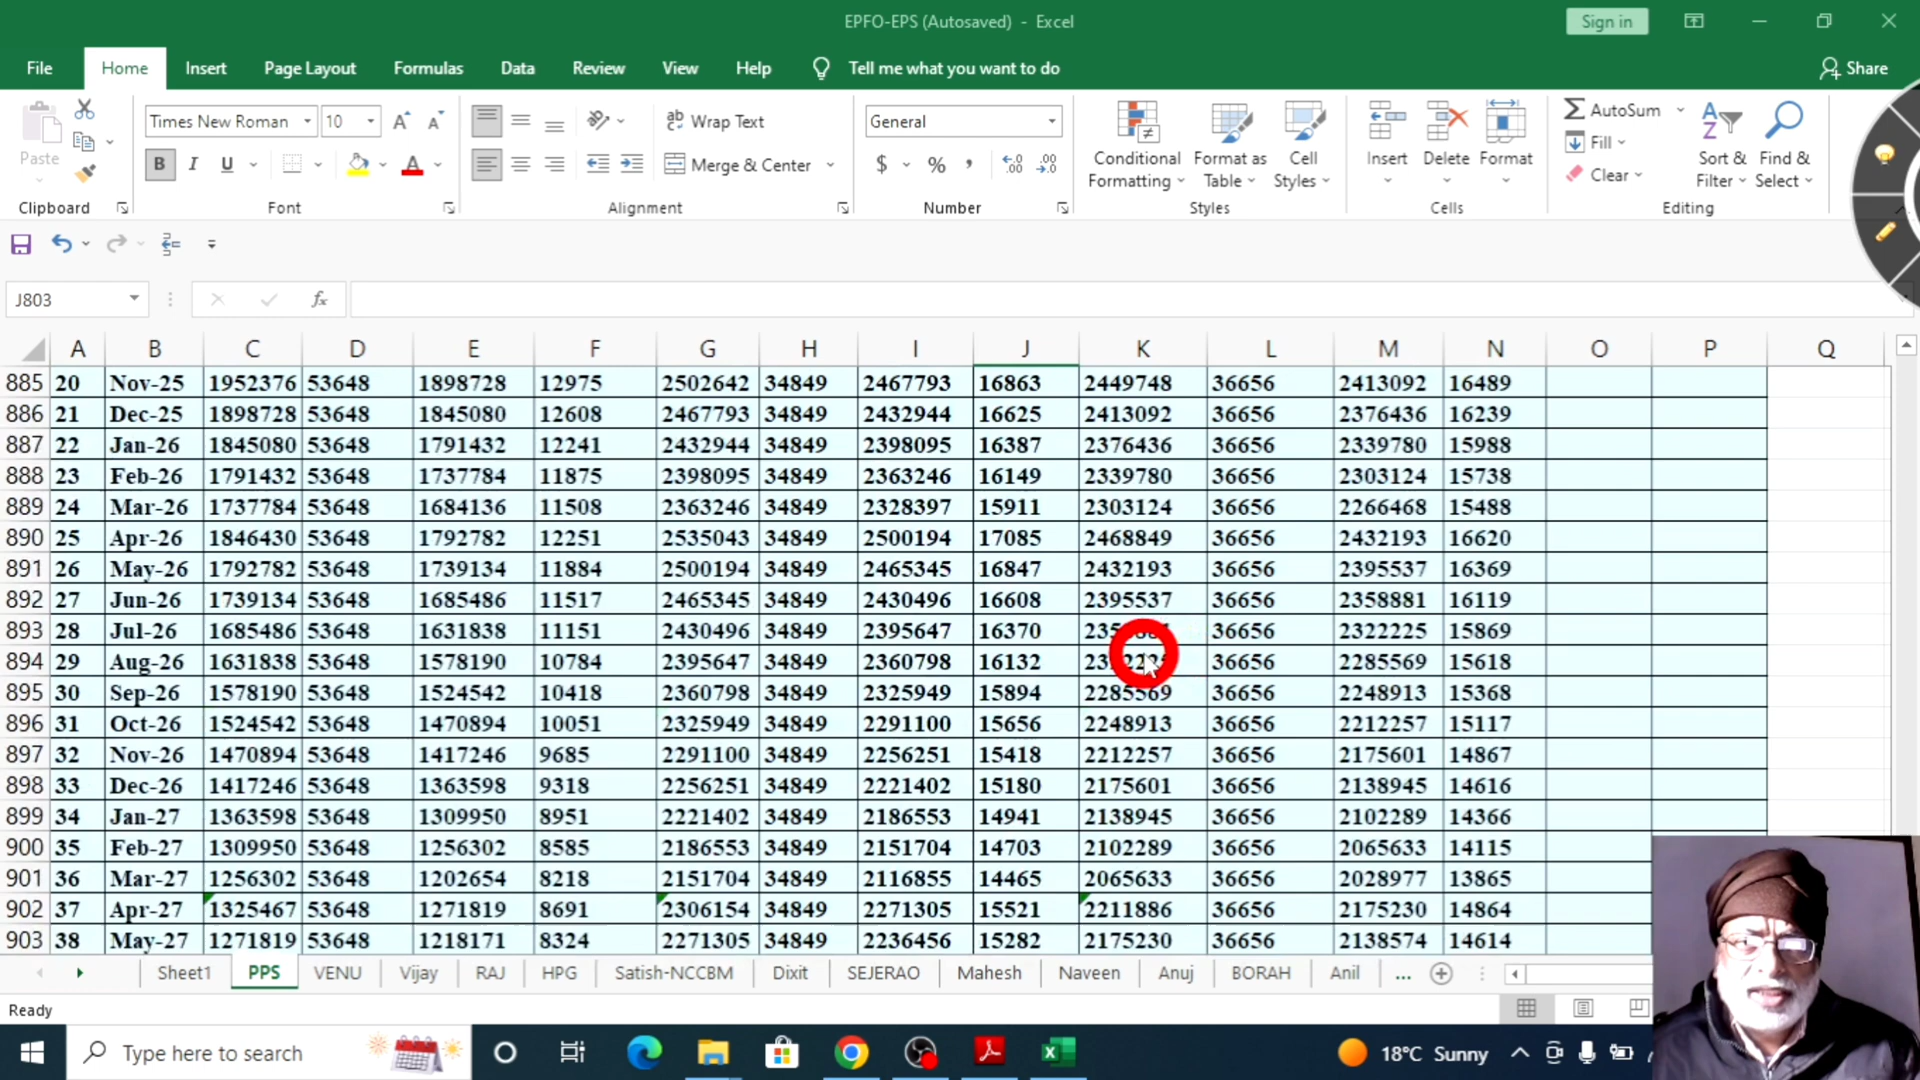 EPFO-EPS (Autosaved) - Excel
Sign in
File Home Insert Page Layout Formulas Data Review View Help Tell me what you want to do Share
Paste
Times New Roman 10
B I U
Wrap Text
Merge & Center
General
$ % ,
Conditional Formatting
Format as Table
Cell Styles
Insert Delete Format
AutoSum
Fill
Clear
Sort & Filter
Find & Select
Clipboard Font Alignment Number Styles Cells Editing
J803 fx
A B C D E F G H I J K L M N O P Q
885 20 Nov-25 1952376 53648 1898728 12975 2502642 34849 2467793 16863 2449748 36656 2413092 16489
886 21 Dec-25 1898728 53648 1845080 12608 2467793 34849 2432944 16625 2413092 36656 2376436 16239
887 22 Jan-26 1845080 53648 1791432 12241 2432944 34849 2398095 16387 2376436 36656 2339780 15988
888 23 Feb-26 1791432 53648 1737784 11875 2398095 34849 2363246 16149 2339780 36656 2303124 15738
889 24 Mar-26 1737784 53648 1684136 11508 2363246 34849 2328397 15911 2303124 36656 2266468 15488
890 25 Apr-26 1846430 53648 1792782 12251 2535043 34849 2500194 17085 2468849 36656 2432193 16620
891 26 May-26 1792782 53648 1739134 11884 2500194 34849 2465345 16847 2432193 36656 2395537 16369
892 27 Jun-26 1739134 53648 1685486 11517 2465345 34849 2430496 16608 2395537 36656 2358881 16119
893 28 Jul-26 1685486 53648 1631838 11151 2430496 34849 2395647 16370 36656 2322225 15869
894 29 Aug-26 1631838 53648 1578190 10784 2395647 34849 2360798 16132 36656 2285569 15618
895 30 Sep-26 1578190 53648 1524542 10418 2360798 34849 2325949 15894 2285569 36656 2248913 15368
896 31 Oct-26 1524542 53648 1470894 10051 2325949 34849 2291100 15656 2248913 36656 2212257 15117
897 32 Nov-26 1470894 53648 1417246 9685 2291100 34849 2256251 15418 2212257 36656 2175601 14867
898 33 Dec-26 1417246 53648 1363598 9318 2256251 34849 2221402 15180 2175601 36656 2138945 14616
899 34 Jan-27 1363598 53648 1309950 8951 2221402 34849 2186553 14941 2138945 36656 2102289 14366
900 35 Feb-27 1309950 53648 1256302 8585 2186553 34849 2151704 14703 2102289 36656 2065633 14115
901 36 Mar-27 1256302 53648 1202654 8218 2151704 34849 2116855 14465 2065633 36656 2028977 13865
902 37 Apr-27 1325467 53648 1271819 8691 2306154 34849 2271305 15521 2211886 36656 2175230 14864
903 38 May-27 1271819 53648 1218171 8324 2271305 34849 2236456 15282 2175230 36656 2138574 14614
Sheet1 PPS VENU Vijay RAJ HPG Satish-NCCBM Dixit SEJERAO Mahesh Naveen Anuj BORAH Anil ...
Ready
Type here to search
18°C Sunny